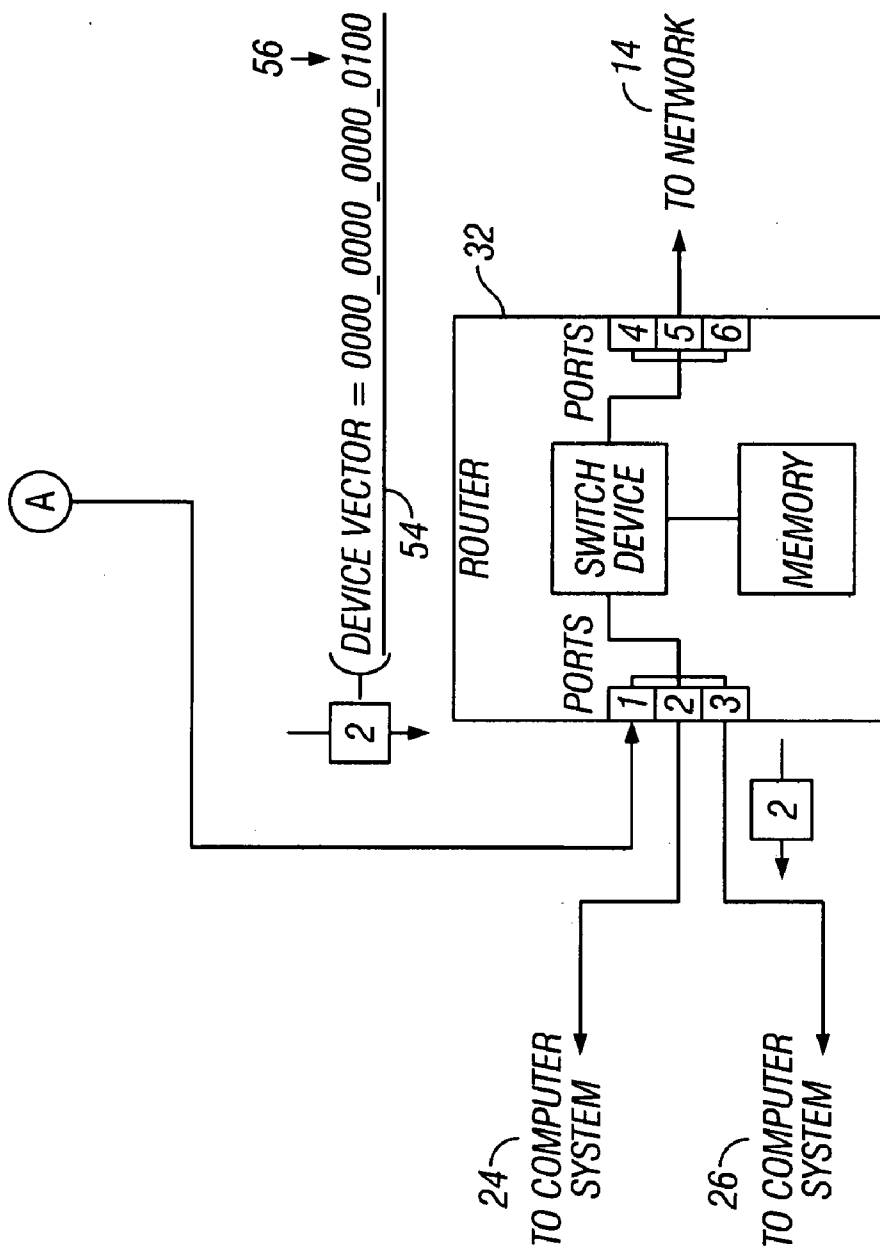 A
56
2
DEVICE VECTOR = 0000_0000_0000_0100
54
32
ROUTER
PORTS
PORTS
1
2
3
SWITCH
DEVICE
MEMORY
4
5
6
14
TO NETWORK
2
24
TO COMPUTER
SYSTEM
26
TO COMPUTER
SYSTEM